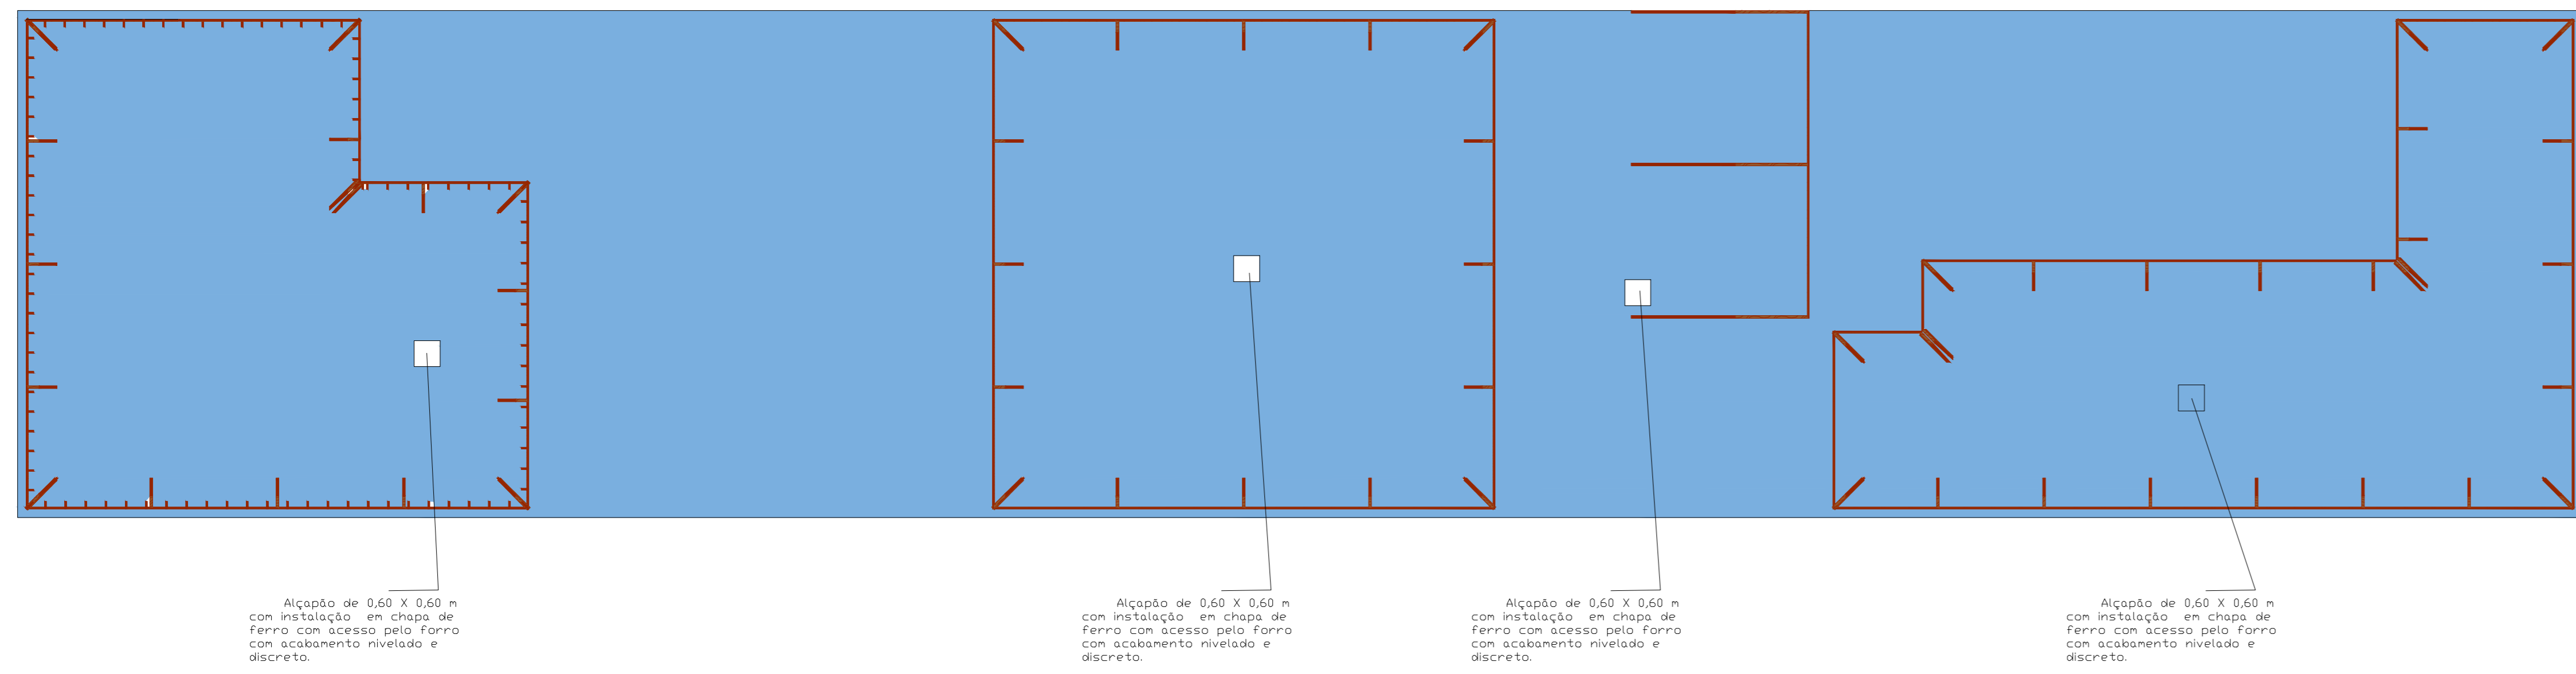 Alçapão de 0,60 X 0,60 m
com instalação em chapa de
ferro com acesso pelo forro
com acabamento nivelado e
discreto.
Alçapão de 0,60 X 0,60 m
com instalação em chapa de
ferro com acesso pelo forro
com acabamento nivelado e
discreto.
Alçapão de 0,60 X 0,60 m
com instalação em chapa de
ferro com acesso pelo forro
com acabamento nivelado e
discreto.
Alçapão de 0,60 X 0,60 m
com instalação em chapa de
ferro com acesso pelo forro
com acabamento nivelado e
discreto.